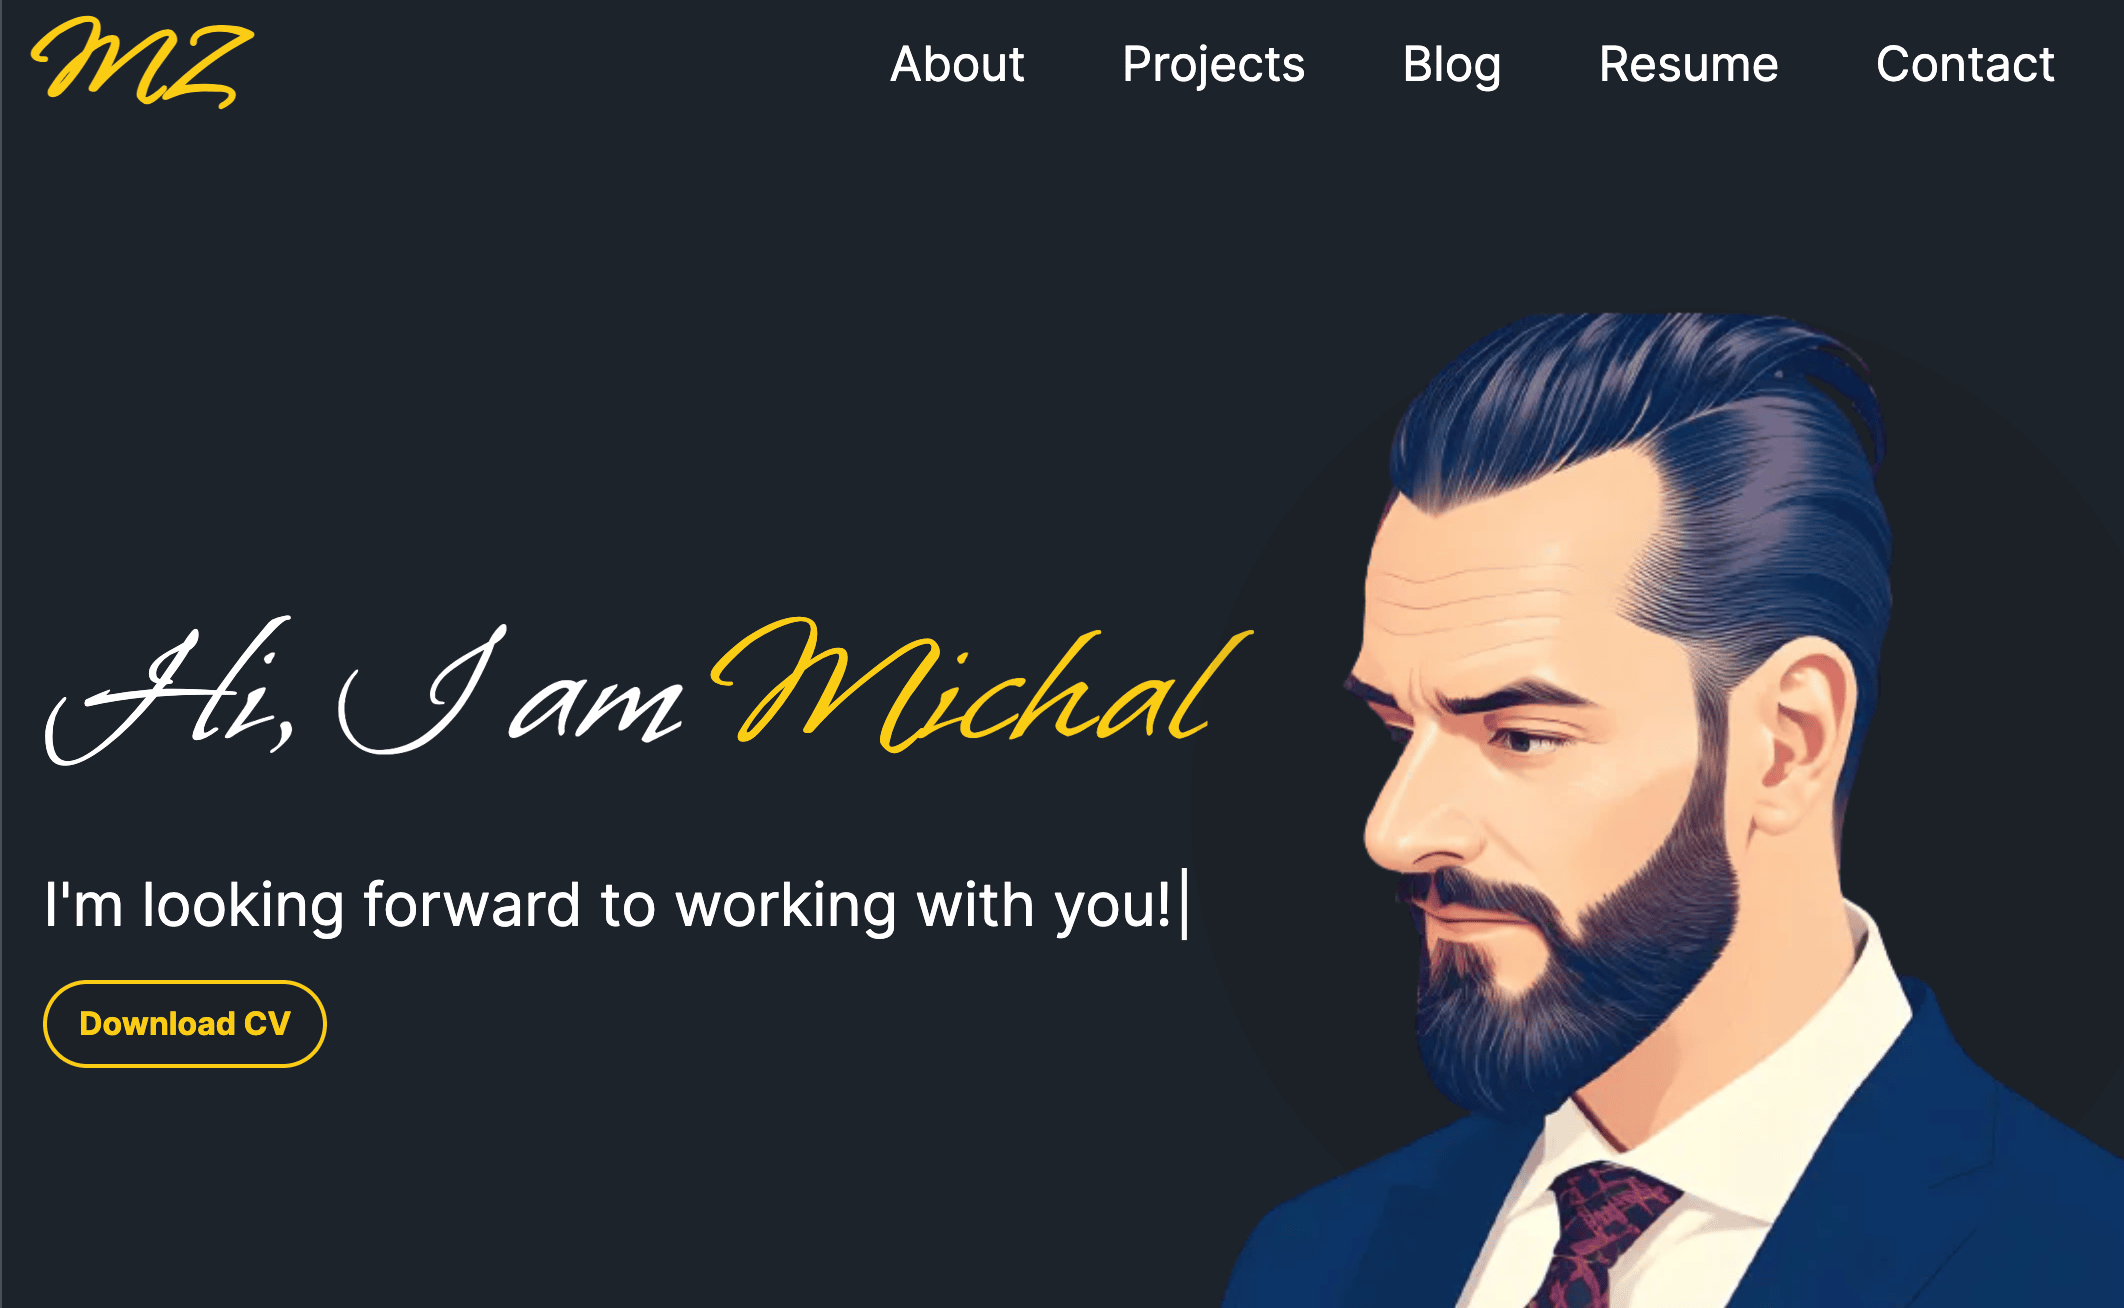 MZ
About Projects Blog Resume Contact
Hi, I am Michal
I'm looking forward to working with you!
Download CV